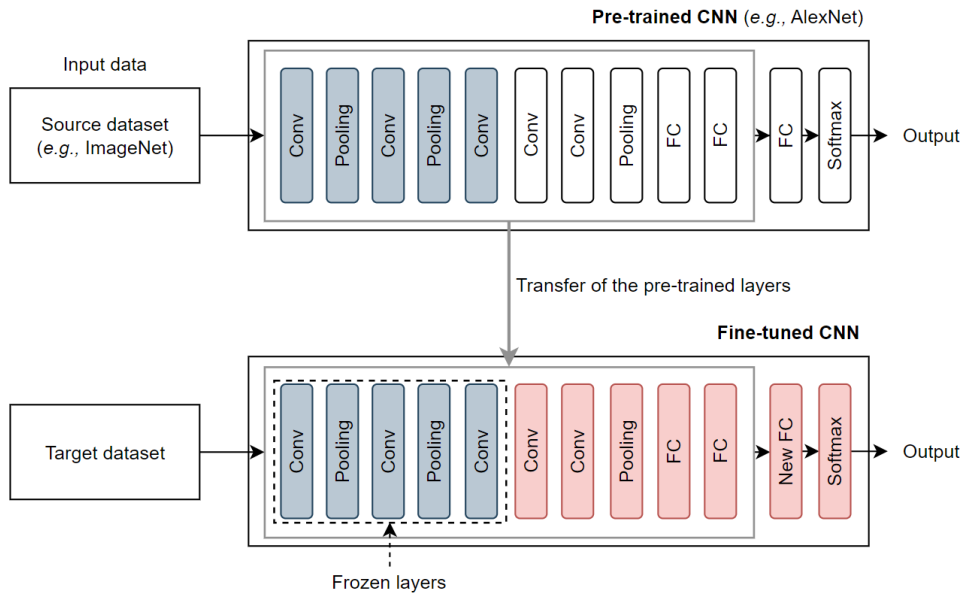 Pre-trained CNN (e.g., AlexNet)
Input data
Source dataset
(e.g., ImageNet)
Conv
Pooling
Conv
Pooling
Conv
Conv
Conv
Pooling
FC
FC
FC
Softmax
Output
Transfer of the pre-trained layers
Fine-tuned CNN
Target dataset
Conv
Pooling
Conv
Pooling
Conv
Conv
Conv
Pooling
FC
FC
New FC
Softmax
Output
Frozen layers